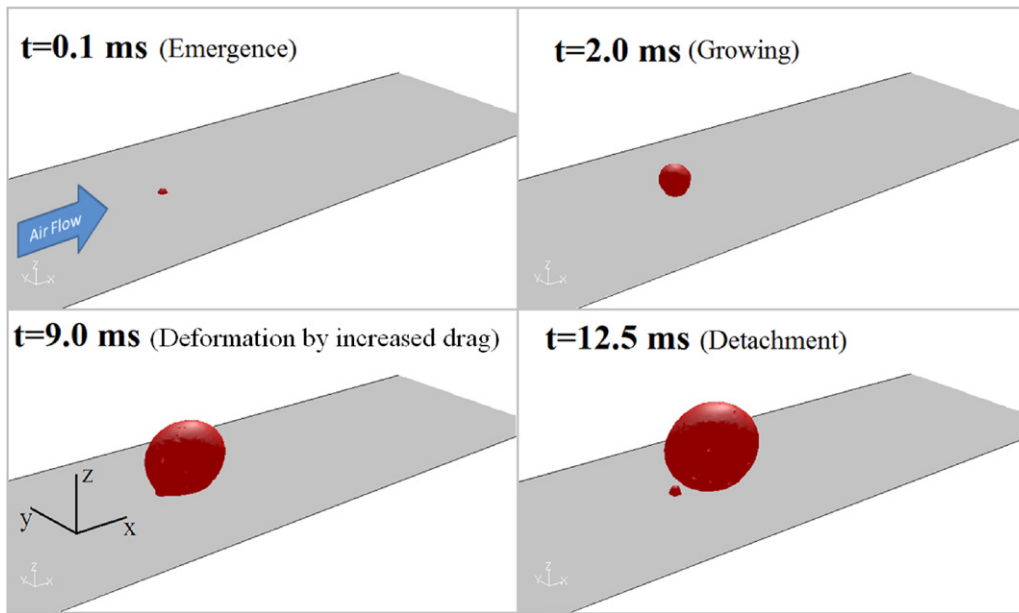 t=0.1 ms (Emergence)
Air Flow
Z
Y X
t=2.0 ms (Growing)
Z
Y X
t=9.0 ms (Deformation by increased drag)
z
y
x
Z
Y X
t=12.5 ms (Detachment)
Z
Y X